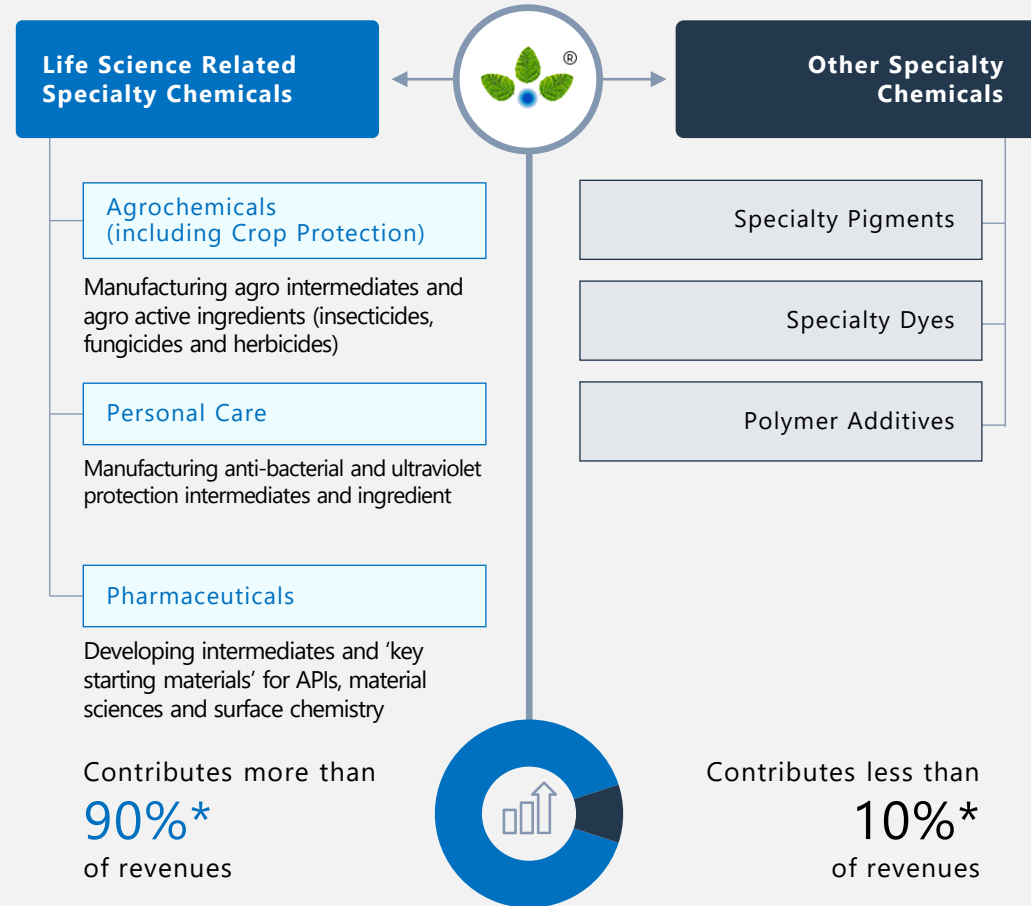 Life Science Related
Specialty Chemicals
®
Other Specialty
Chemicals
Agrochemicals
(including Crop Protection)
Manufacturing agro intermediates and
agro active ingredients (insecticides,
fungicides and herbicides)
Personal Care
Manufacturing anti-bacterial and ultraviolet
protection intermediates and ingredient
Pharmaceuticals
Developing intermediates and ‘key
starting materials’ for APIs, material
sciences and surface chemistry
Contributes more than
90%*
of revenues
Specialty Pigments
Specialty Dyes
Polymer Additives
Contributes less than
10%*
of revenues